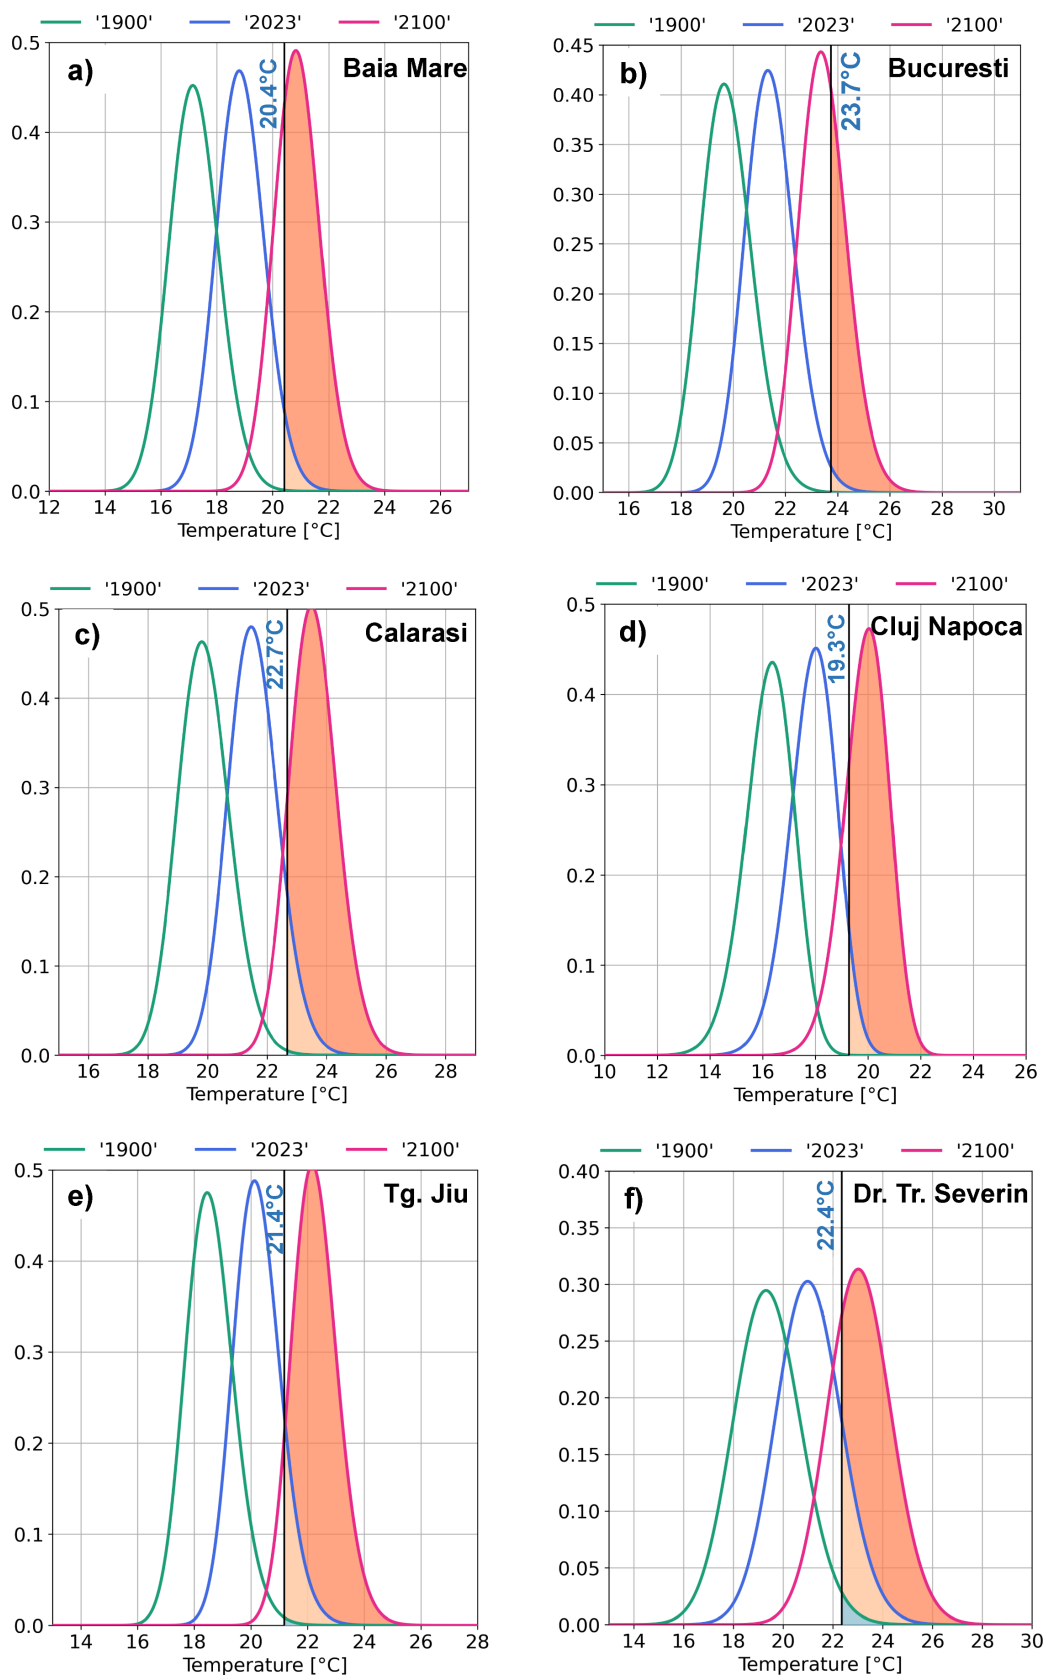 '1900' '2023' '2100'
a) Baia Mare
20.4°C
0.5
0.4
0.3
0.2
0.1
0.0
12 14 16 18 20 22 24 26
Temperature [°C]
'1900' '2023' '2100'
b) Bucuresti
23.7°C
0.45
0.40
0.35
0.30
0.25
0.20
0.15
0.10
0.05
0.00
16 18 20 22 24 26 28 30
Temperature [°C]
'1900' '2023' '2100'
c) Calarasi
22.7°C
0.5
0.4
0.3
0.2
0.1
0.0
16 18 20 22 24 26 28
Temperature [°C]
'1900' '2023' '2100'
d) Cluj Napoca
19.3°C
0.5
0.4
0.3
0.2
0.1
0.0
10 12 14 16 18 20 22 24 26
Temperature [°C]
'1900' '2023' '2100'
e) Tg. Jiu
21.4°C
0.5
0.4
0.3
0.2
0.1
0.0
14 16 18 20 22 24 26 28
Temperature [°C]
'1900' '2023' '2100'
f) Dr. Tr. Severin
22.4°C
0.40
0.35
0.30
0.25
0.20
0.15
0.10
0.05
0.00
14 16 18 20 22 24 26 28 30
Temperature [°C]